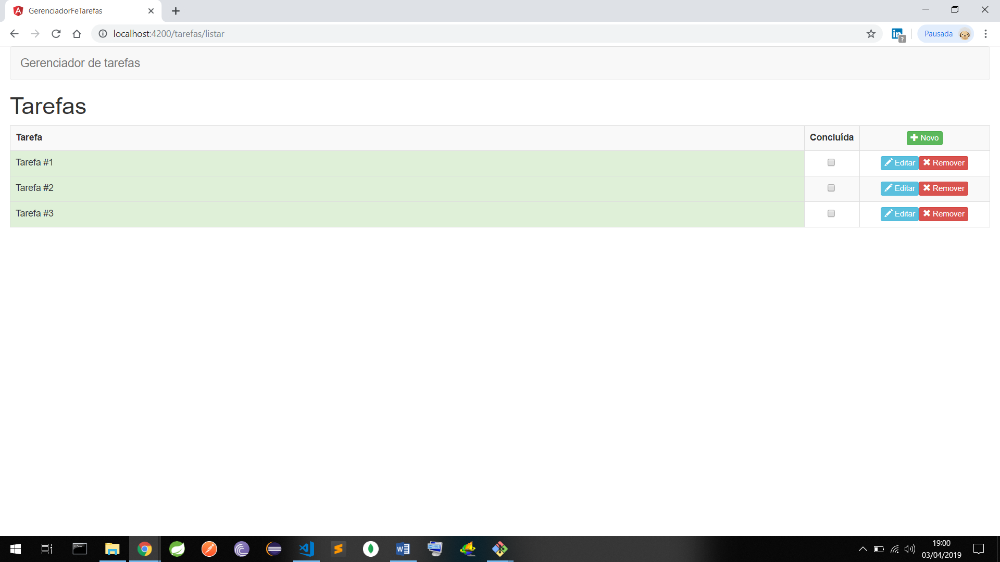 GerenciadorFeTarefas
localhost:4200/tarefas/listar
Pausada
Gerenciador de tarefas
Tarefas
Tarefa Concluída Novo
Tarefa #1 Editar Remover
Tarefa #2 Editar Remover
Tarefa #3 Editar Remover
19:00
03/04/2019